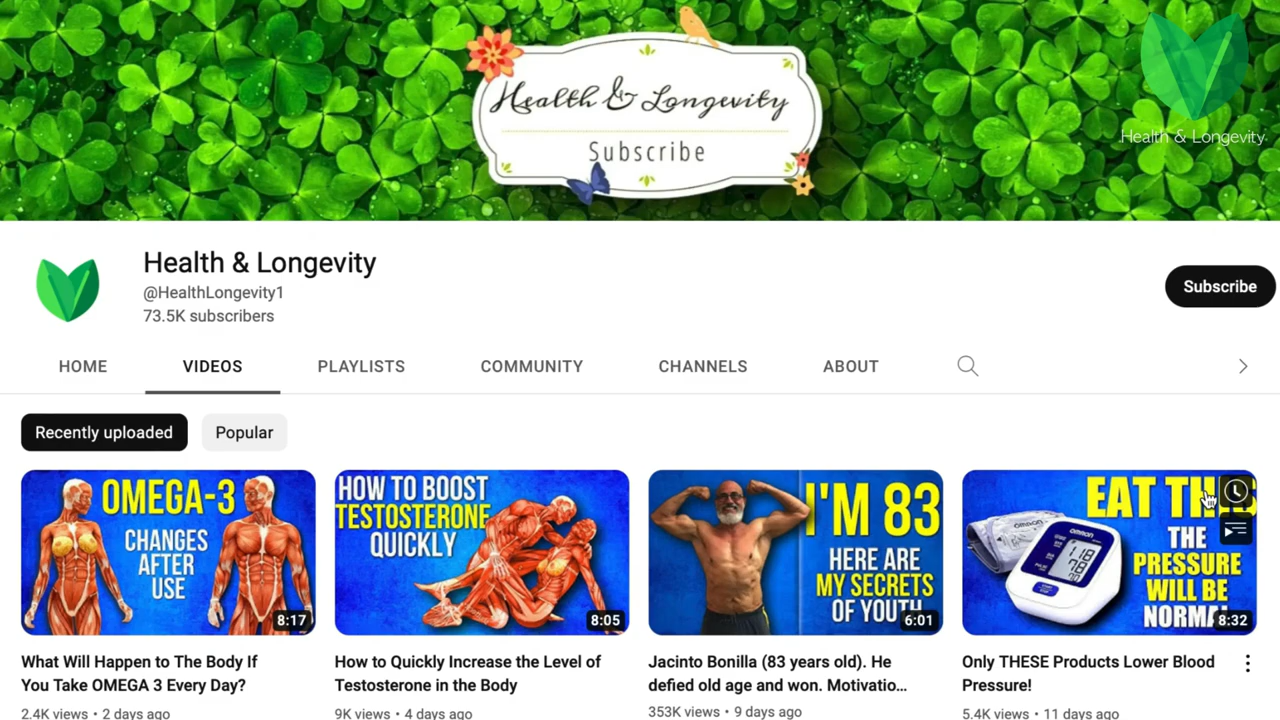 Health & Longevity
Subscribe
Health & Longevity
Health & Longevity
@HealthLongevity1
73.5K subscribers
Subscribe
HOME
VIDEOS
PLAYLISTS
COMMUNITY
CHANNELS
ABOUT
Recently uploaded
Popular
OMEGA-3
CHANGES
AFTER
USE
8:17
HOW TO BOOST
TESTOSTERONE
QUICKLY
8:05
I'M 83
HERE ARE
MY SECRETS
OF YOUTH
6:01
EAT
THE
PRESSURE
WILL BE
NORMAL
OMRON
118
78
8:32
What Will Happen to The Body If
You Take OMEGA 3 Every Day?
2.4K views • 2 days ago
How to Quickly Increase the Level of
Testosterone in the Body
9K views • 4 days ago
Jacinto Bonilla (83 years old). He
defied old age and won. Motivatio...
353K views • 9 days ago
Only THESE Products Lower Blood
Pressure!
5.4K views • 11 days ago